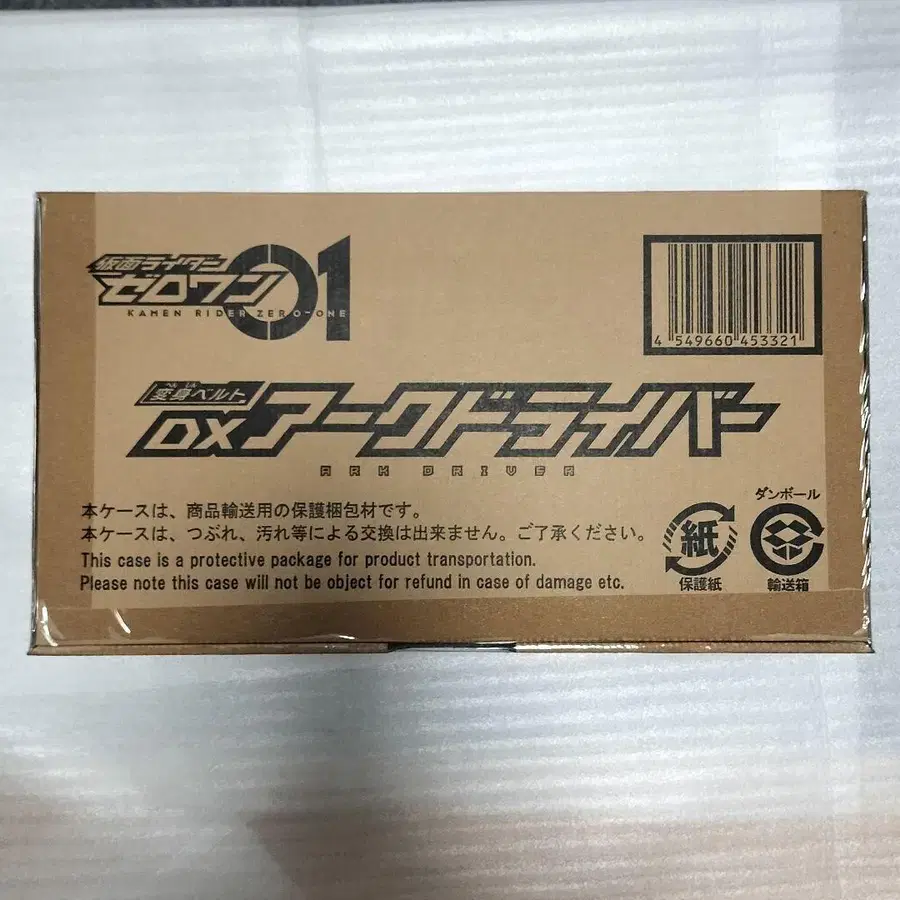 仮面ライダー
ゼロワン
01
KAMEN RIDER ZERO-ONE
4 549660 453321
へんしん
変身ベルト
DXアークドライバー
ARK DRIVER
本ケースは、商品輸送用の保護梱包材です。
本ケースは、つぶれ、汚れ等による交換は出来ません。ご了承ください。
This case is a protective package for product transportation.
Please note this case will not be object for refund in case of damage etc.
紙
保護紙
ダンボール
輸送箱